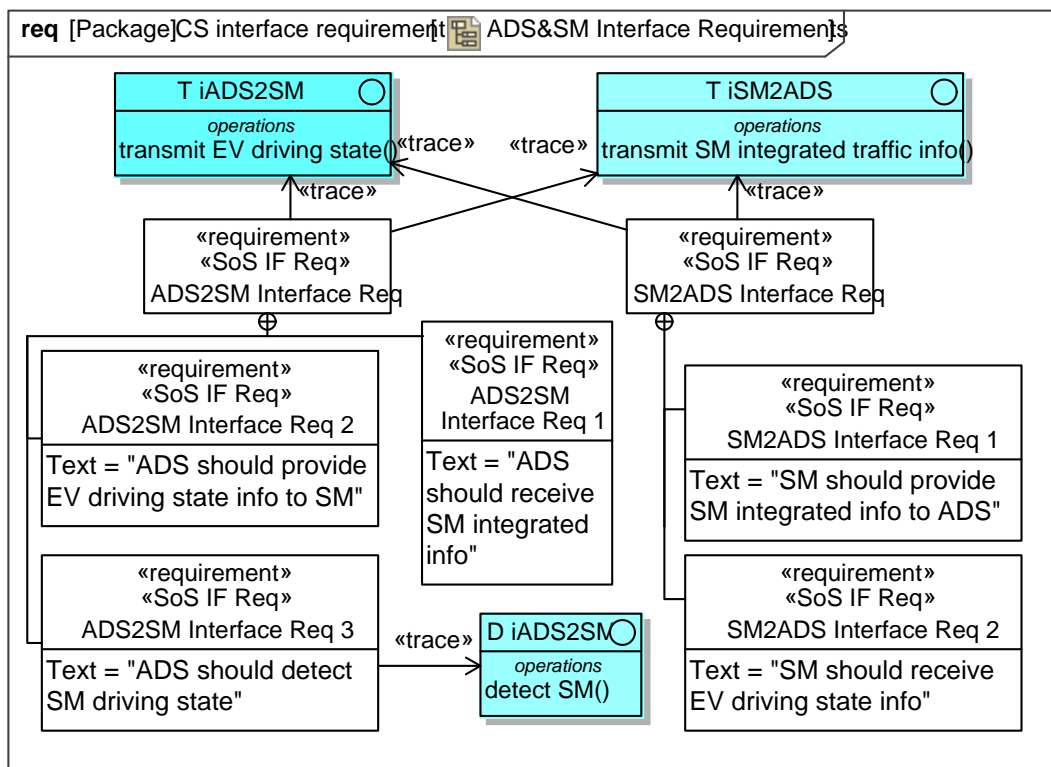 req [Package]CS interface requirement[ ADS&SM Interface Requirements]
T iADS2SM
operations
transmit EV driving state()
T iSM2ADS
operations
transmit SM integrated traffic info()
«trace»
«trace»
«trace»
«trace»
«requirement»
«SoS IF Req»
ADS2SM Interface Req
«requirement»
«SoS IF Req»
SM2ADS Interface Req
«requirement»
«SoS IF Req»
ADS2SM Interface Req 2
Text = "ADS should provide
EV driving state info to SM"
«requirement»
«SoS IF Req»
ADS2SM
Interface Req 1
Text = "ADS
should receive
SM integrated
info"
«requirement»
«SoS IF Req»
SM2ADS Interface Req 1
Text = "SM should provide
SM integrated info to ADS"
«requirement»
«SoS IF Req»
ADS2SM Interface Req 3
Text = "ADS should detect
SM driving state"
«trace»
D iADS2SM
operations
detect SM()
«requirement»
«SoS IF Req»
SM2ADS Interface Req 2
Text = "SM should receive
EV driving state info"